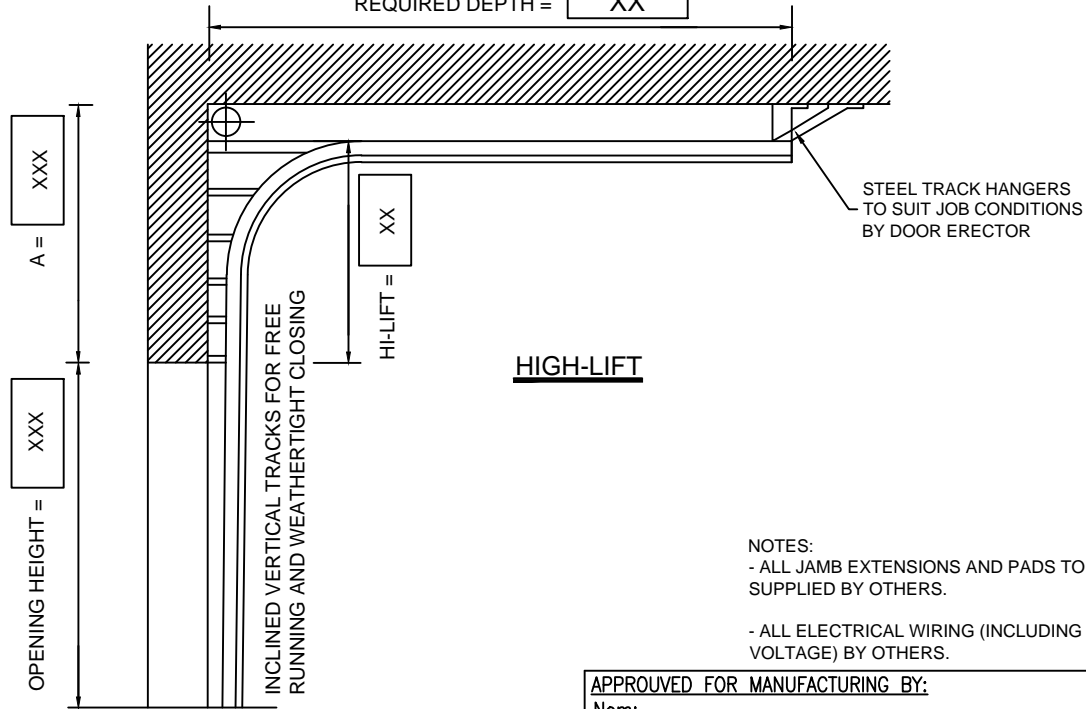 REQUIRED DEPTH = XX
A = XXX
HI-LIFT = XX
STEEL TRACK HANGERS
TO SUIT JOB CONDITIONS
BY DOOR ERECTOR
INCLINED VERTICAL TRACKS FOR FREE
RUNNING AND WEATHERTIGHT CLOSING
HIGH-LIFT
OPENING HEIGHT = XXX
NOTES:
- ALL JAMB EXTENSIONS AND PADS TO
SUPPLIED BY OTHERS.
- ALL ELECTRICAL WIRING (INCLUDING
VOLTAGE) BY OTHERS.
APPROUVED FOR MANUFACTURING BY:
Nom: